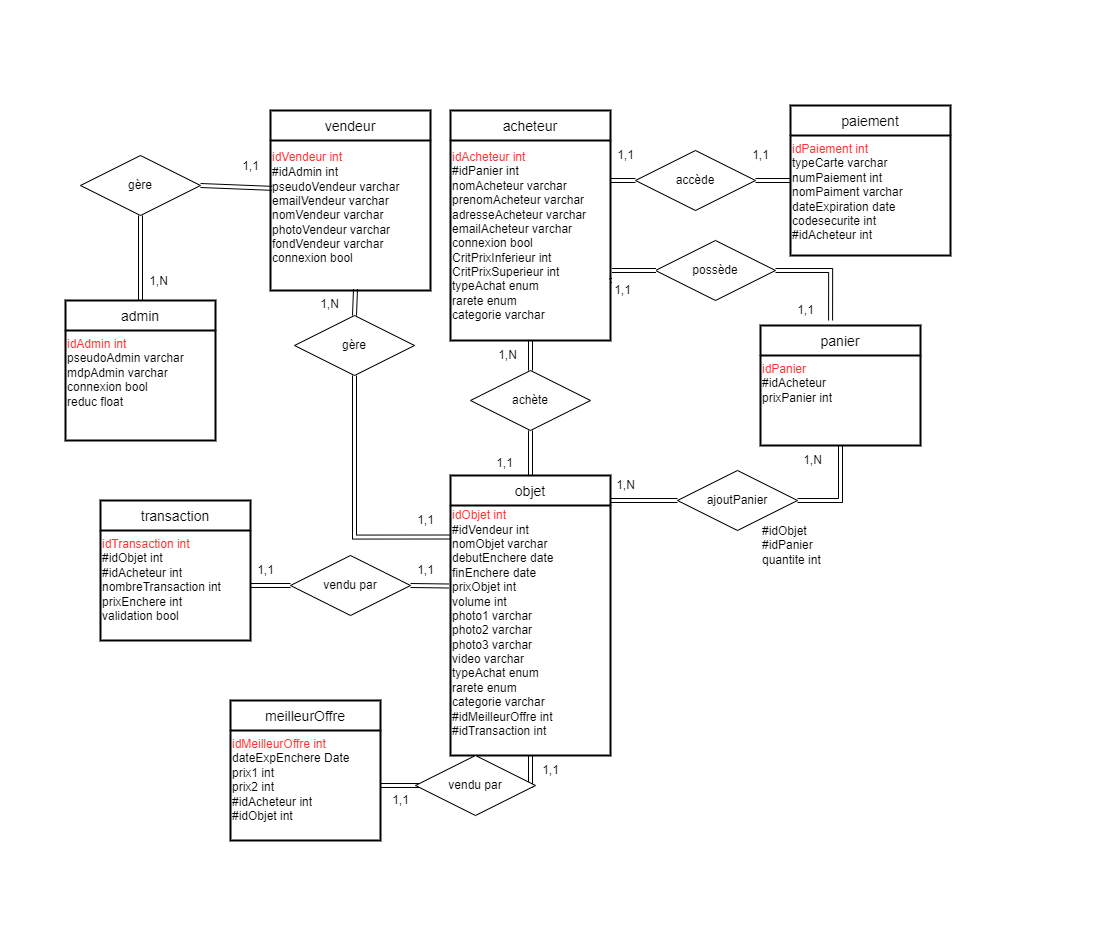 vendeur
idVendeur int
#idAdmin int
pseudoVendeur varchar
emailVendeur varchar
nomVendeur varchar
photoVendeur varchar
fondVendeur varchar
connexion bool
acheteur
idAcheteur int
#idPanier int
nomAcheteur varchar
prenomAcheteur varchar
adresseAcheteur varchar
emailAcheteur varchar
connexion bool
CritPrixInferieur int
CritPrixSuperieur int
typeAchat enum
rarete enum
categorie varchar
paiement
idPaiement int
typeCarte varchar
numPaiement int
nomPaiment varchar
dateExpiration date
codesecurite int
#idAcheteur int
1,1
accède
1,1
gère
1,1
1,N
possède
1,1
1,1
admin
idAdmin int
pseudoAdmin varchar
mdpAdmin varchar
connexion bool
reduc float
1,N
gère
1,1
1,N
achète
1,1
panier
idPanier
#idAcheteur
prixPanier int
1,N
ajoutPanier
1,N
#idObjet
#idPanier
quantite int
objet
idObjet int
#idVendeur int
nomObjet varchar
debutEnchere date
finEnchere date
prixObjet int
volume int
photo1 varchar
photo2 varchar
photo3 varchar
video varchar
typeAchat enum
rarete enum
categorie varchar
#idMeilleurOffre int
#idTransaction int
transaction
idTransaction int
#idObjet int
#idAcheteur int
nombreTransaction int
prixEnchere int
validation bool
1,1
vendu par
1,1
meilleurOffre
idMeilleurOffre int
dateExpEnchere Date
prix1 int
prix2 int
#idAcheteur int
#idObjet int
1,1
vendu par
1,1